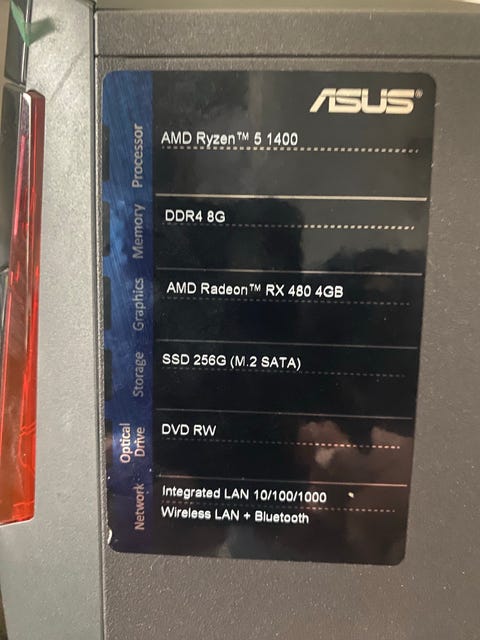 ASUS®
Processor
AMD Ryzen™ 5 1400
Memory
DDR4 8G
Graphics
AMD Radeon™ RX 480 4GB
Storage
SSD 256G (M.2 SATA)
Optical
Drive
DVD RW
Network
Integrated LAN 10/100/1000
Wireless LAN + Bluetooth